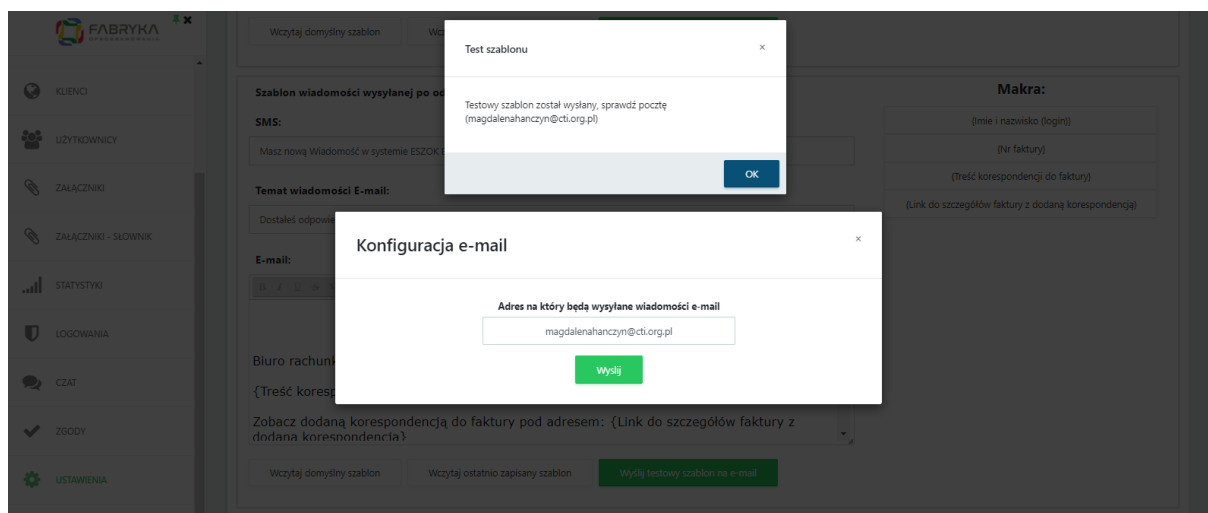 FABRYKA
Wczytaj domyślny szablon
Wcz
Test szablonu
×
KLIENCI
Szablon wiadomości wysyłanej po od
Makra:
Testowy szablon został wysłany, sprawdź pocztę
(magdalenahanczyn@cti.org.pl)
SMS:
{Imie i nazwisko (login)}
UŻYTKOWNICY
Masz nową Wiadomość w systemie ESZOK
{Nr faktury}
OK
{Treść korespondencji do faktury}
ZAŁĄCZNIKI
Temat wiadomości E-mail:
{Link do szczegółów faktury z dodaną korespondencją}
Dostałeś odpowie
ZAŁĄCZNIKI - SŁOWNIK
Konfiguracja e-mail
×
E-mail:
STATYSTYKI
B I U S
Adres na który będą wysyłane wiadomości e-mail
magdalenahanczyn@cti.org.pl
LOGOWANIA
Biuro rachunk
Wyslij
CZAT
{Treść koresp
Zobacz dodaną korespondencją do faktury pod adresem: {Link do szczegółów faktury z
dodaną korespondencją}
ZGODY
Wczytaj domyślny szablon
Wczytaj ostatnio zapisany szablon
Wyślij testowy szablon na e-mail
USTAWIENIA